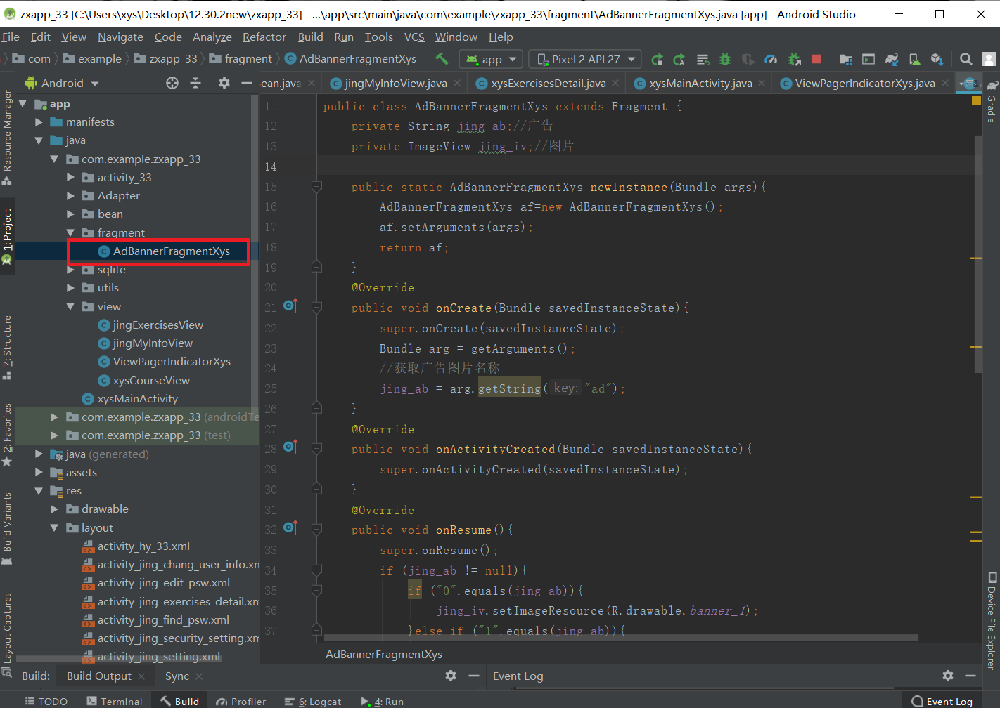 zxapp_33 [C:\Users\xys\Desktop\12.30.2new\zxapp_33] - ...\app\src\main\java\com\example\zxapp_33\fragment\AdBannerFragmentXys.java [app] - Android Studio
File Edit View Navigate Code Analyze Refactor Build Run Tools VCS Window Help
com example zxapp_33 fragment AdBannerFragmentXys app Pixel 2 API 27
Android ean.java jingMyInfoView.java xysExercisesDetail.java xysMainActivity.java ViewPagerIndicatorXys.java
Resource Manager
1: Project
7: Structure
2: Favorites
Build Variants
Layout Captures
app
manifests
java
com.example.zxapp_33
activity_33
Adapter
bean
fragment
AdBannerFragmentXys
sqlite
utils
view
jingExercisesView
jingMyInfoView
ViewPagerIndicatorXys
xysCourseView
xysMainActivity
com.example.zxapp_33 (androidTe
com.example.zxapp_33 (test)
java (generated)
assets
res
drawable
layout
activity_hy_33.xml
activity_jing_chang_user_info.xm
activity_jing_edit_psw.xml
activity_jing_exercises_detail.xm
activity_jing_find_psw.xml
activity_jing_security_setting.xm
activity_jing_setting.xml
11 public class AdBannerFragmentXys extends Fragment {
12 private String jing_ab;//广告
13 private ImageView jing_iv;//图片
14
15 public static AdBannerFragmentXys newInstance(Bundle args){
16 AdBannerFragmentXys af=new AdBannerFragmentXys();
17 af.setArguments(args);
18 return af;
19 }
20 @Override
21 public void onCreate(Bundle savedInstanceState){
22 super.onCreate(savedInstanceState);
23 Bundle arg = getArguments();
24 //获取广告图片名称
25 jing_ab = arg.getString( key: "ad");
26 }
27 @Override
28 public void onActivityCreated(Bundle savedInstanceState){
29 super.onActivityCreated(savedInstanceState);
30 }
31 @Override
32 public void onResume(){
33 super.onResume();
34 if (jing_ab != null){
35 if ("0".equals(jing_ab)){
36 jing_iv.setImageResource(R.drawable.banner_1);
37 }else if ("1".equals(jing_ab)){
AdBannerFragmentXys
Gradle
Device File Explorer
Build: Build Output Sync Event Log
TODO Terminal Build Profiler 6: Logcat 4: Run Event Log